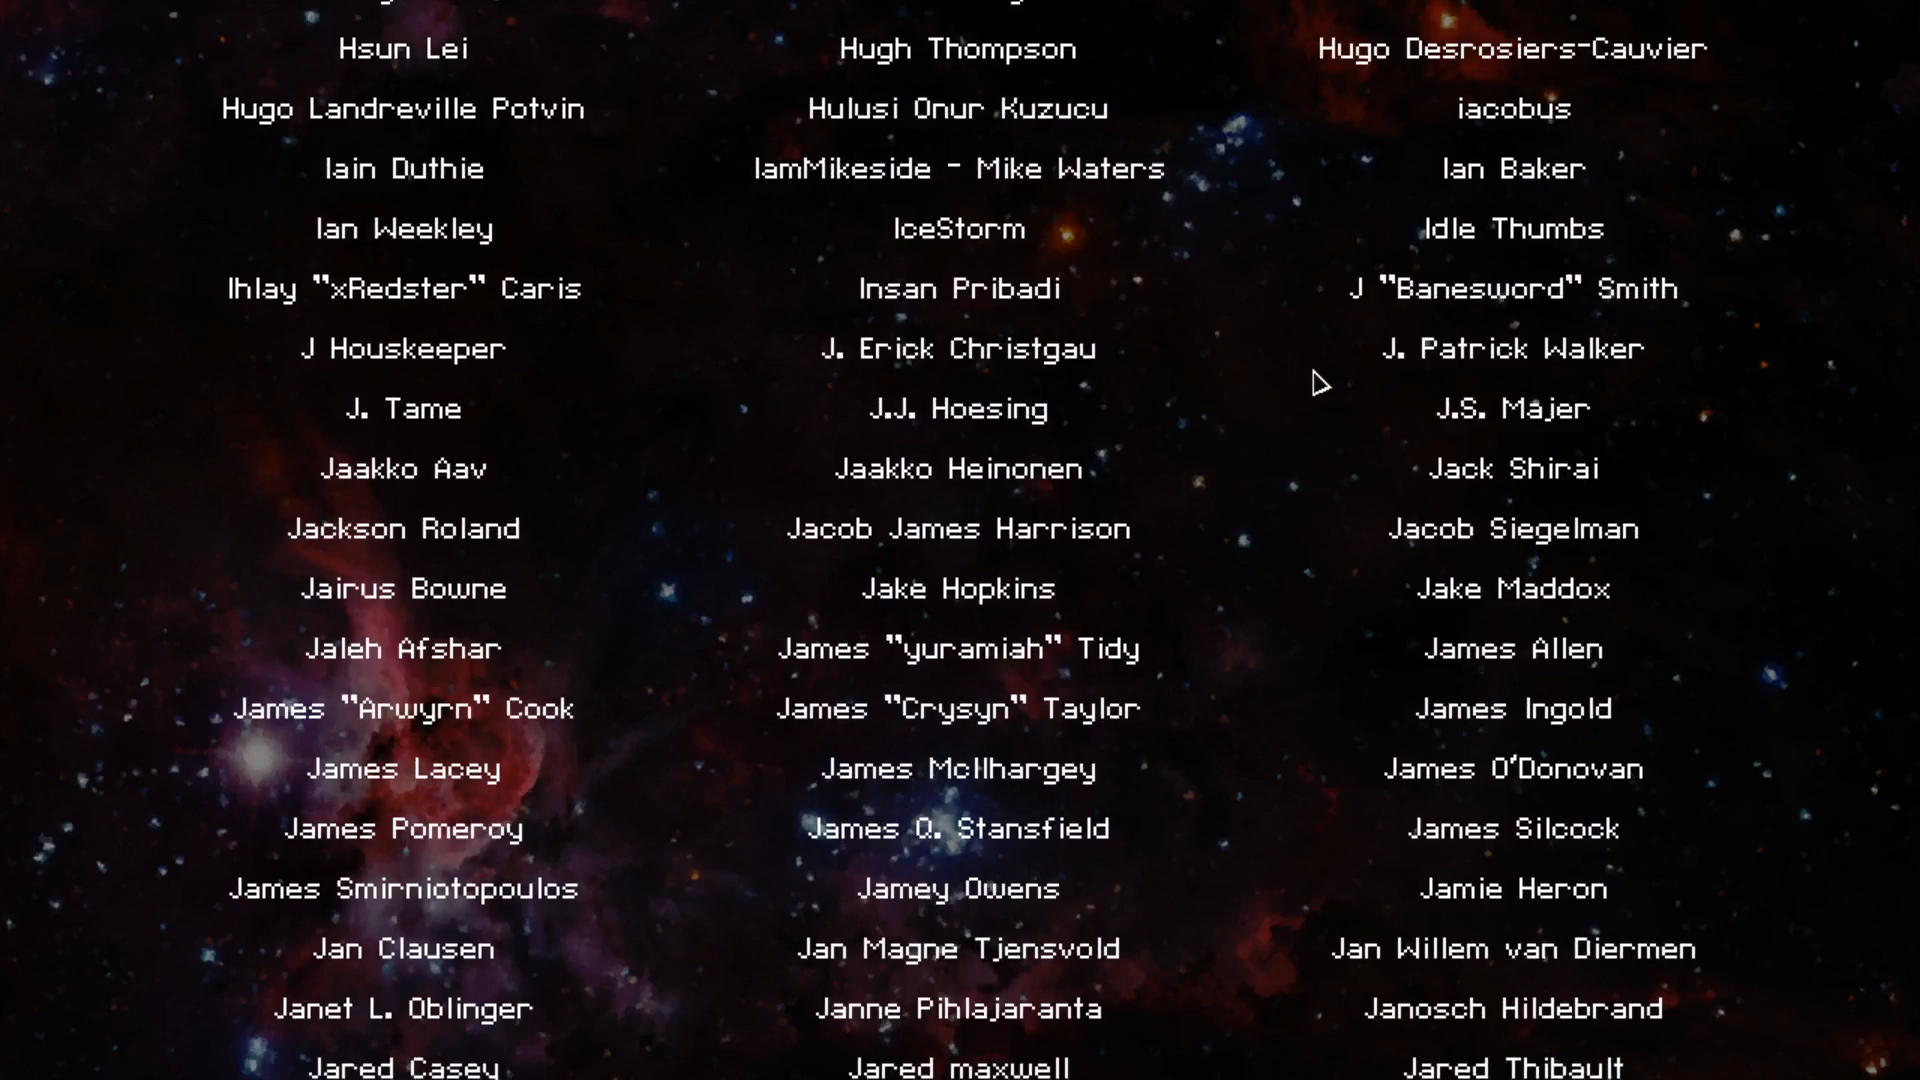 Hsun Lei Hugh Thompson Hugo Desrosiers-Cauvier
Hugo Landreville Potvin Hulusi Onur Kuzucu iacobus
Iain Duthie IamMikeside - Mike Waters Ian Baker
Ian Weekley IceStorm Idle Thumbs
Ihlay "xRedster" Caris Insan Pribadi J "Banesword" Smith
J Houskeeper J. Erick Christgau J. Patrick Walker
J. Tame J.J. Hoesing J.S. Majer
Jaakko Aav Jaakko Heinonen Jack Shirai
Jackson Roland Jacob James Harrison Jacob Siegelman
Jairus Bowne Jake Hopkins Jake Maddox
Jaleh Afshar James "yuramiah" Tidy James Allen
James "Arwyrn" Cook James "Crysyn" Taylor James Ingold
James Lacey James McIlhargey James O'Donovan
James Pomeroy James Q. Stansfield James Silcock
James Smirniotopoulos Jamey Owens Jamie Heron
Jan Clausen Jan Magne Tjensvold Jan Willem van Diermen
Janet L. Oblinger Janne Pihlajaranta Janosch Hildebrand
Jared Casey Jared maxwell Jared Thibault